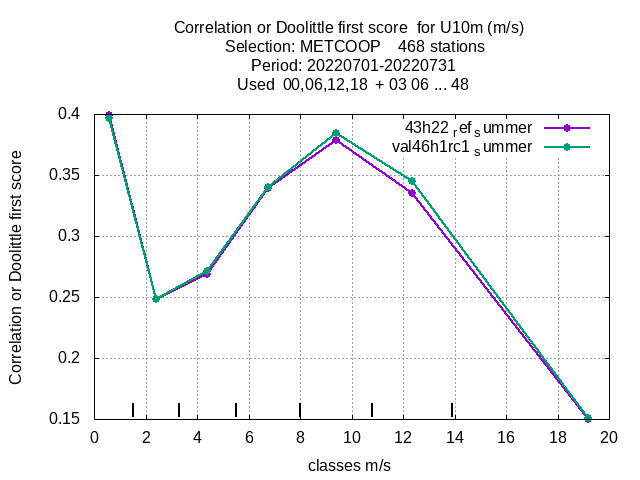 Correlation or Doolittle first score  for U10m (m/s)
Selection: METCOOP    468 stations
Period: 20220701-20220731
Used  00,06,12,18  + 03 06 ... 48
43h22 ref summer
val46h1rc1 summer
Correlation or Doolittle first score
0.4
0.35
0.3
0.25
0.2
0.15
0 2 4 6 8 10 12 14 16 18 20
classes m/s